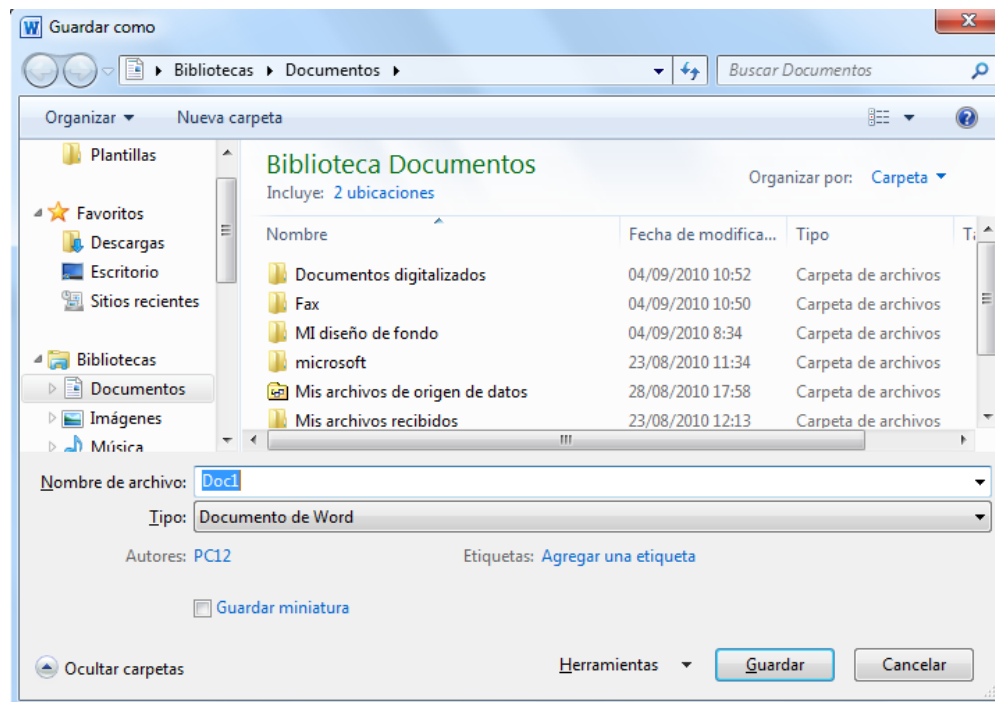 Guardar como
Bibliotecas Documentos
Buscar Documentos
Organizar Nueva carpeta
Plantillas
Favoritos
Descargas
Escritorio
Sitios recientes
Bibliotecas
Documentos
Imágenes
Música
Biblioteca Documentos
Incluye: 2 ubicaciones
Organizar por: Carpeta
Nombre Fecha de modifica... Tipo
Documentos digitalizados 04/09/2010 10:52 Carpeta de archivos
Fax 04/09/2010 10:50 Carpeta de archivos
MI diseño de fondo 04/09/2010 8:34 Carpeta de archivos
microsoft 23/08/2010 11:34 Carpeta de archivos
Mis archivos de origen de datos 28/08/2010 17:58 Carpeta de archivos
Mis archivos recibidos 23/08/2010 12:13 Carpeta de archivos
Nombre de archivo: Doc1
Tipo: Documento de Word
Autores: PC12 Etiquetas: Agregar una etiqueta
Guardar miniatura
Ocultar carpetas Herramientas Guardar Cancelar